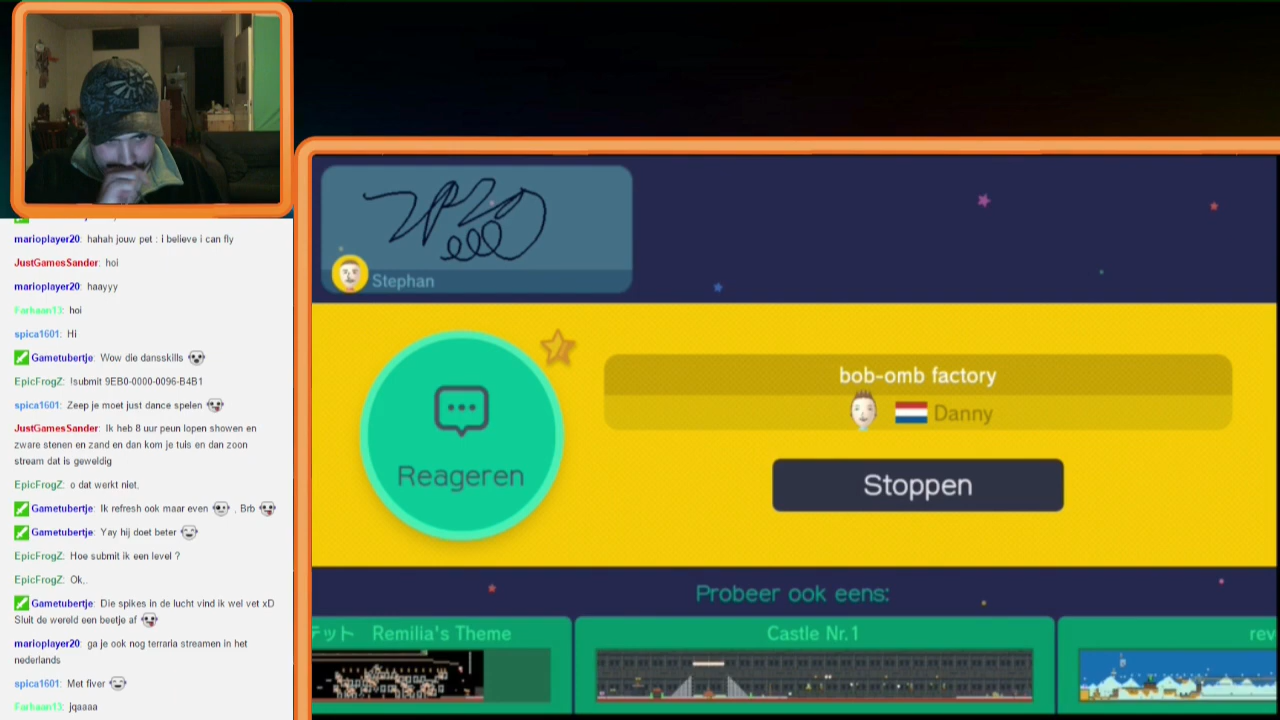 marioplayer20: hahah jouw pet : i believe i can fly
JustGamesSander: hoi
marioplayer20: haayyy
Farhaan13: hoi
spica1601: Hi
Gametubertje: Wow die dansskills
EpicFrogZ: !submit 9EB0-0000-0096-B4B1
spica1601: Zeep je moet just dance spelen
JustGamesSander: Ik heb 8 uur peun lopen showen en
zware stenen en zand en dan kom je tuis en dan zoon
stream dat is geweldig
EpicFrogZ: o dat werkt niet,
Gametubertje: Ik refresh ook maar even . Brb
Gametubertje: Yay hij doet beter
EpicFrogZ: Hoe submit ik een level ?
EpicFrogZ: Ok,.
Gametubertje: Die spikes in de lucht vind ik wel vet xD
Sluit de wereld een beetje af
marioplayer20: ga je ook nog terraria streamen in het
nederlands
spica1601: Met fiver
Farhaan13: jqaaaa
Stephan
Reageren
bob-omb factory
Danny
Stoppen
Probeer ook eens:
テット Remilia's Theme
Castle Nr.1
rev